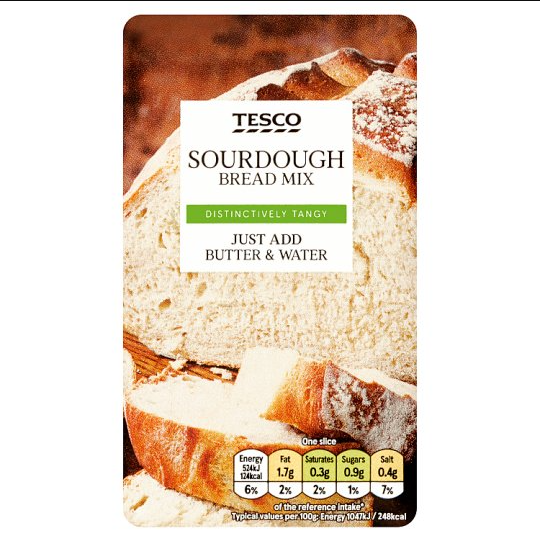 TESCO
SOURDOUGH
BREAD MIX
DISTINCTIVELY TANGY
JUST ADD
BUTTER & WATER
One slice
Energy Fat Saturates Sugars Salt
524kJ 1.7g 0.3g 0.9g 0.4g
124kcal
6% 2% 2% 1% 7%
of the reference intake*
Typical values per 100g: Energy 1047kJ / 248kcal